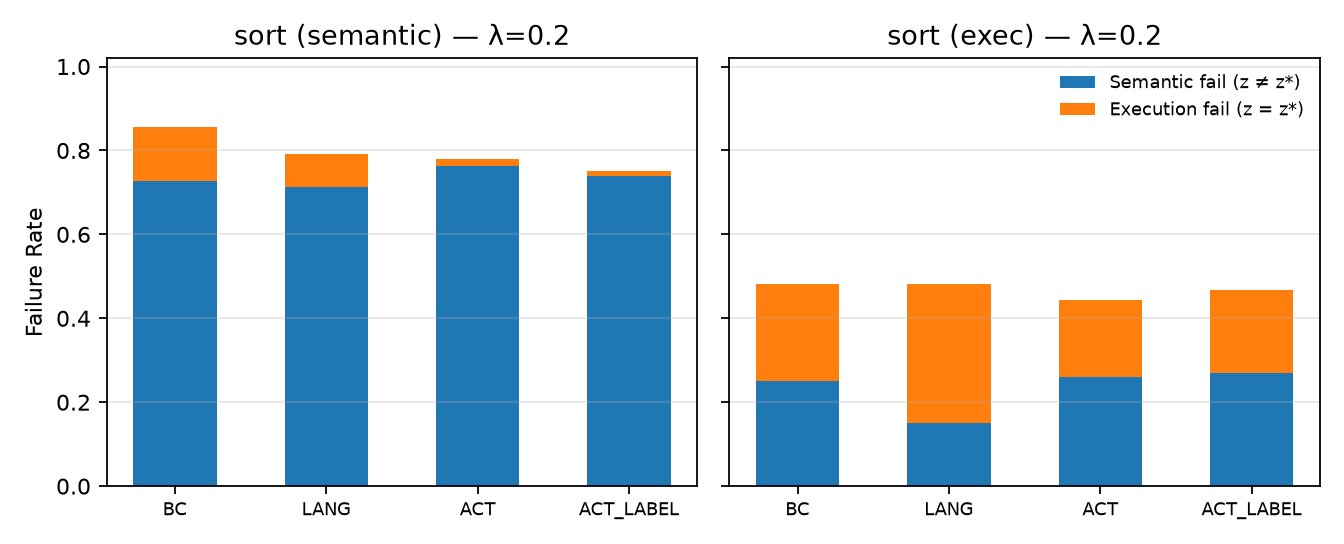 sort (semantic) — λ=0.2
sort (exec) — λ=0.2
Semantic fail (z ≠ z*)
Execution fail (z = z*)
Failure Rate
1.0
0.8
0.6
0.4
0.2
0.0
BC LANG ACT ACT_LABEL
BC LANG ACT ACT_LABEL